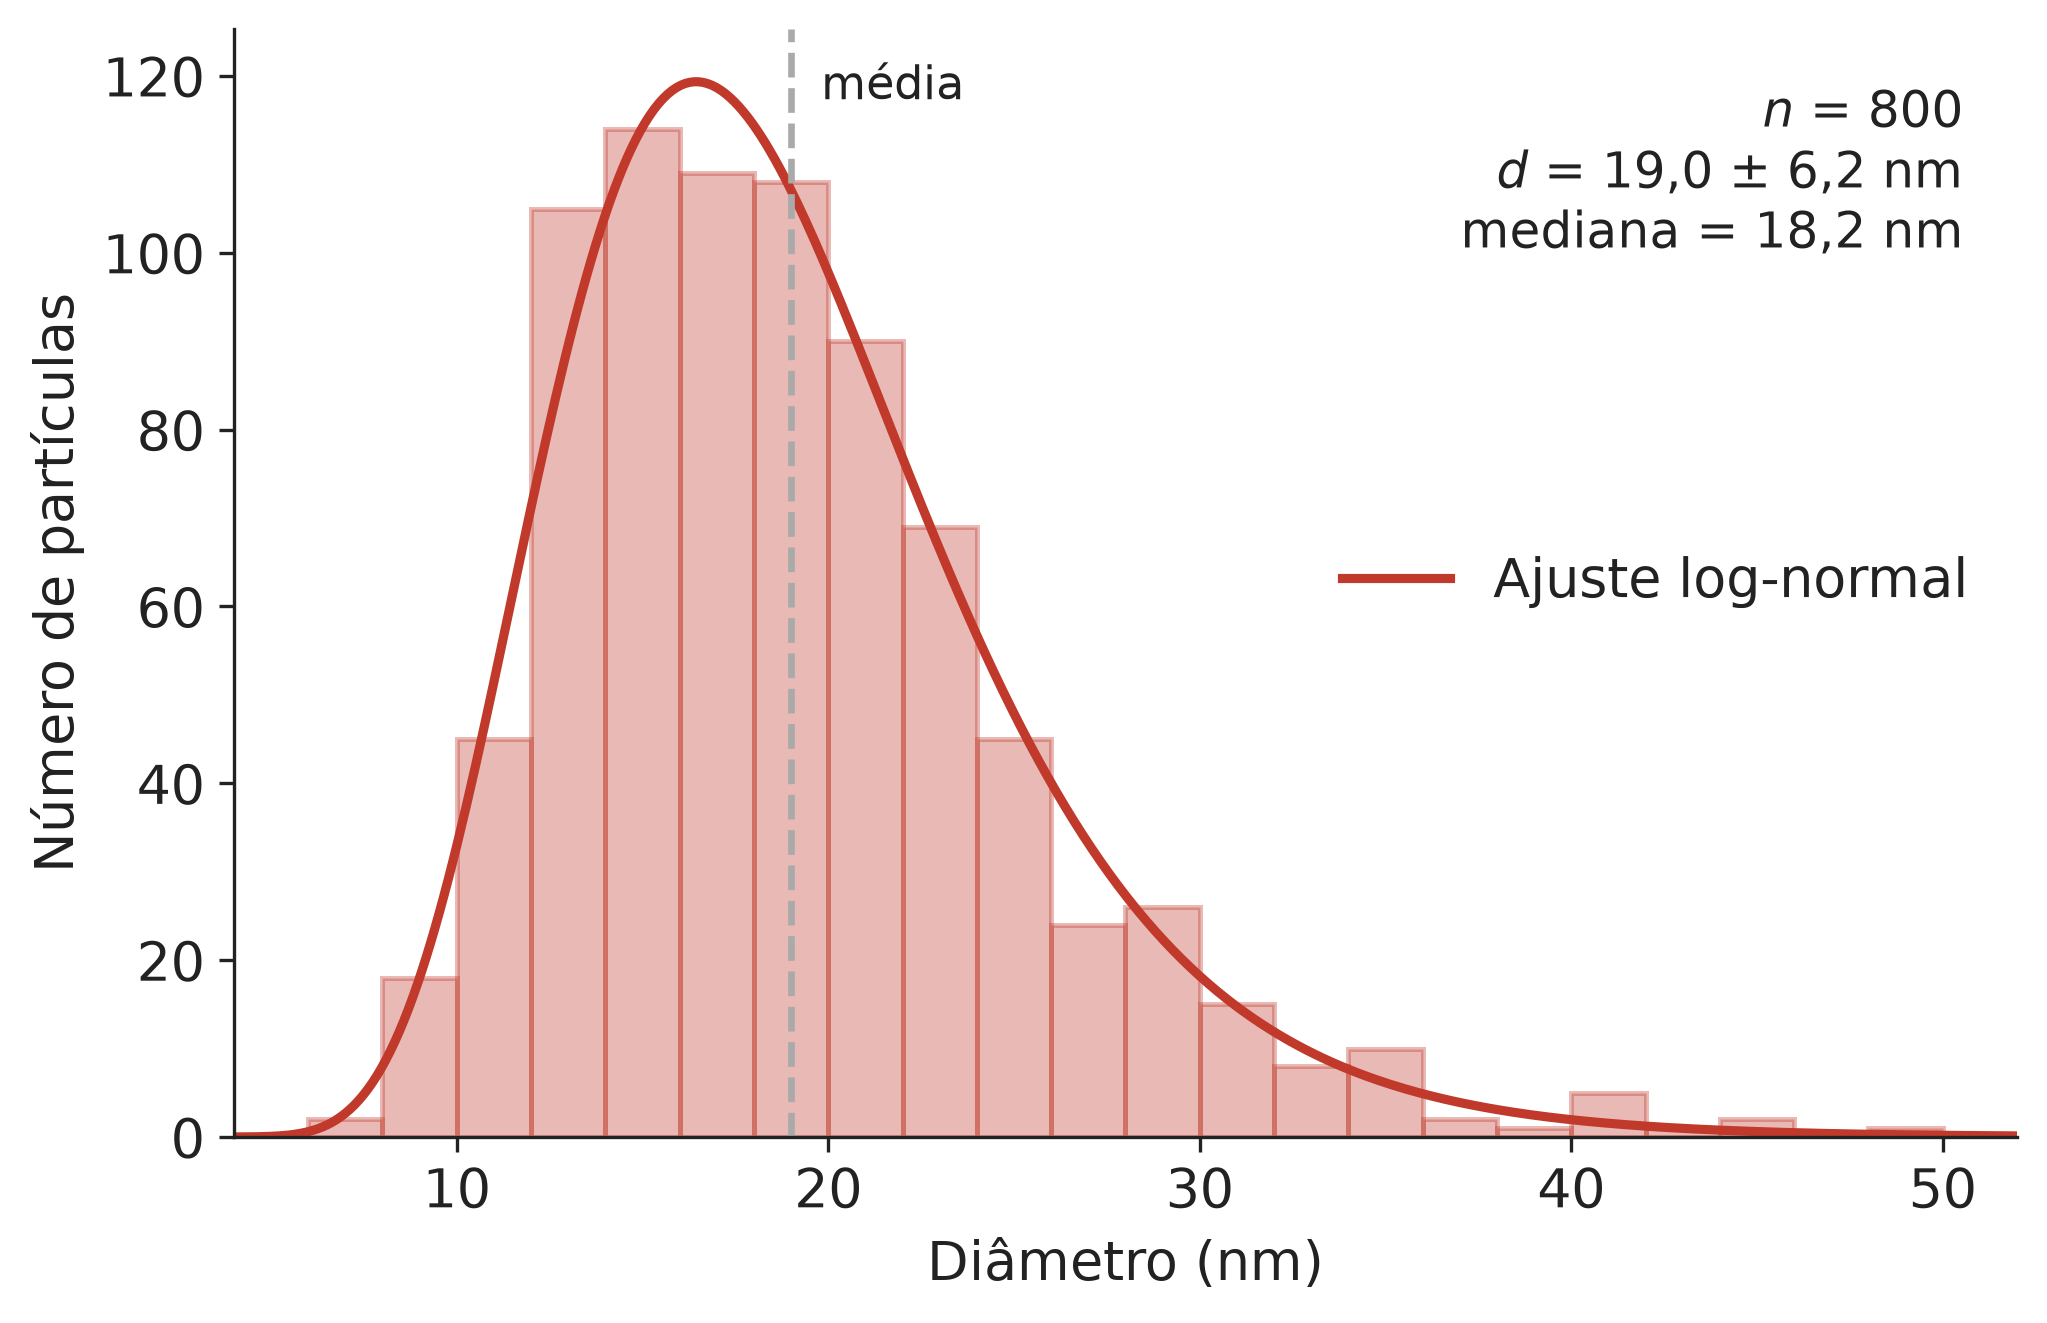 média
n = 800
d = 19,0 ± 6,2 nm
mediana = 18,2 nm
Ajuste log-normal
Número de partículas
120
100
80
60
40
20
0
10 20 30 40 50
Diâmetro (nm)